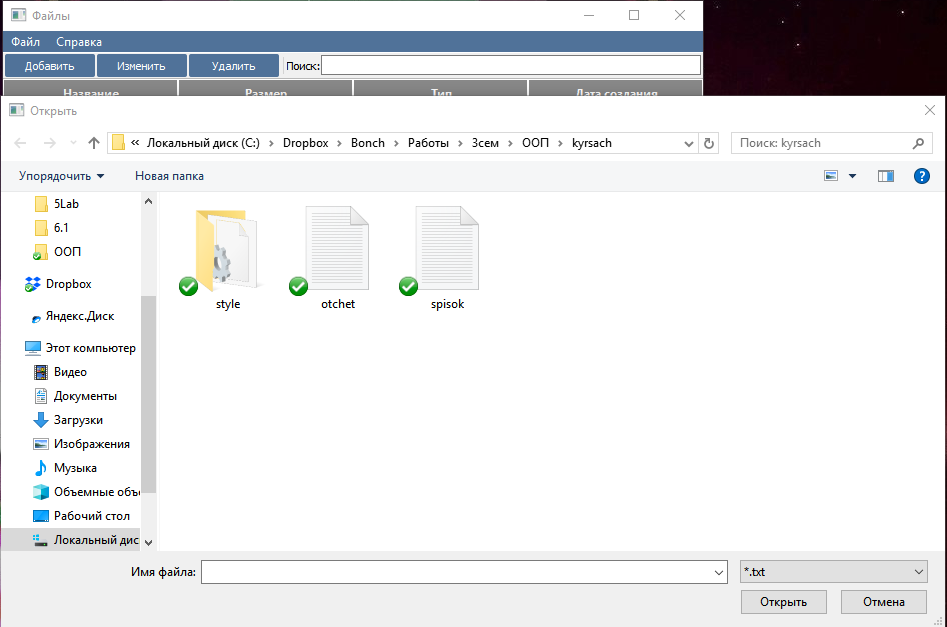 Файлы
Файл Справка
Добавить Изменить Удалить Поиск:
Название Размер Тип Дата создания
Открыть
« Локальный диск (C:) › Dropbox › Bonch › Работы › 3сем › ООП › kyrsach Поиск: kyrsach
Упорядочить Новая папка
5Lab
6.1
ООП
Dropbox
Яндекс.Диск
Этот компьютер
Видео
Документы
Загрузки
Изображения
Музыка
Объемные объ
Рабочий стол
Локальный дис
style otchet spisok
Имя файла: *.txt
Открыть Отмена